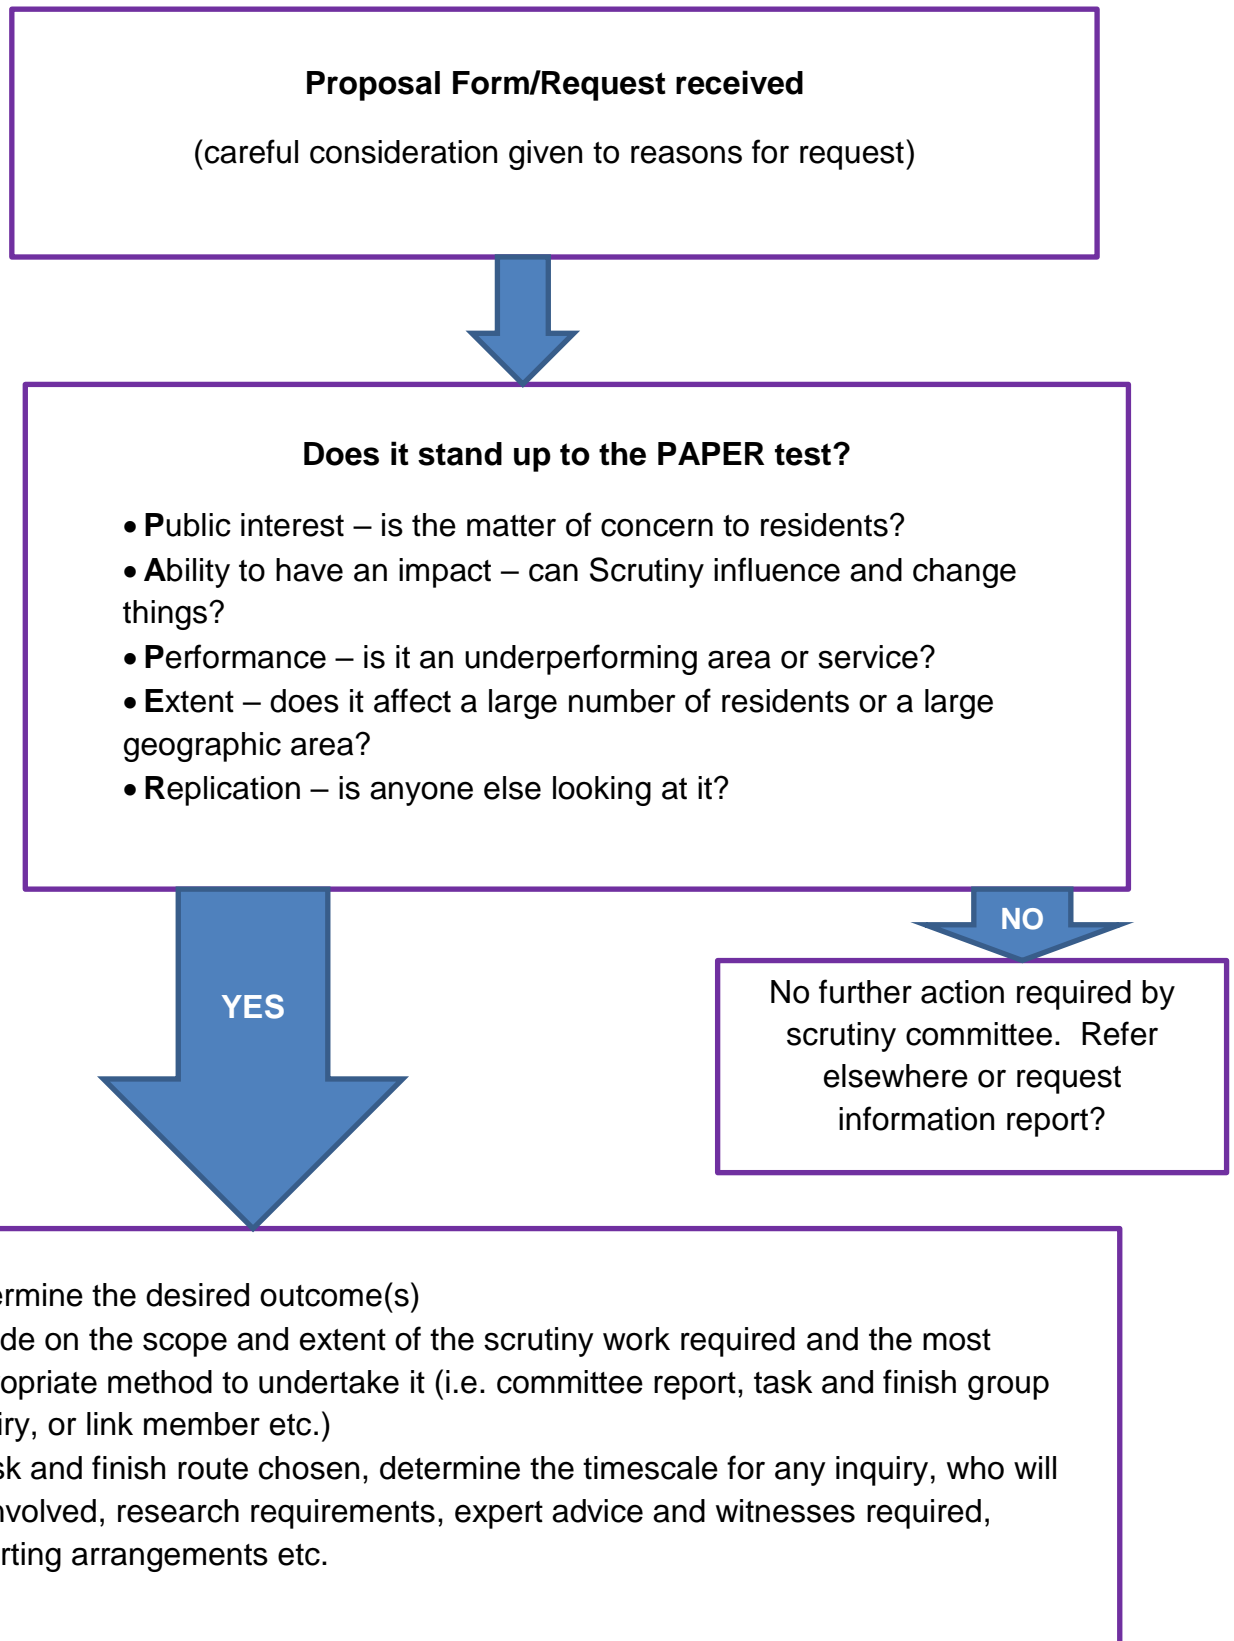 Proposal Form/Request received
(careful consideration given to reasons for request)
Does it stand up to the PAPER test?
• Public interest – is the matter of concern to residents?
• Ability to have an impact – can Scrutiny influence and change
things?
• Performance – is it an underperforming area or service?
• Extent – does it affect a large number of residents or a large
geographic area?
• Replication – is anyone else looking at it?
NO
YES
No further action required by
scrutiny committee.  Refer
elsewhere or request
information report?
ermine the desired outcome(s)
de on the scope and extent of the scrutiny work required and the most
opriate method to undertake it (i.e. committee report, task and finish group
iry, or link member etc.)
sk and finish route chosen, determine the timescale for any inquiry, who will
nvolved, research requirements, expert advice and witnesses required,
rting arrangements etc.